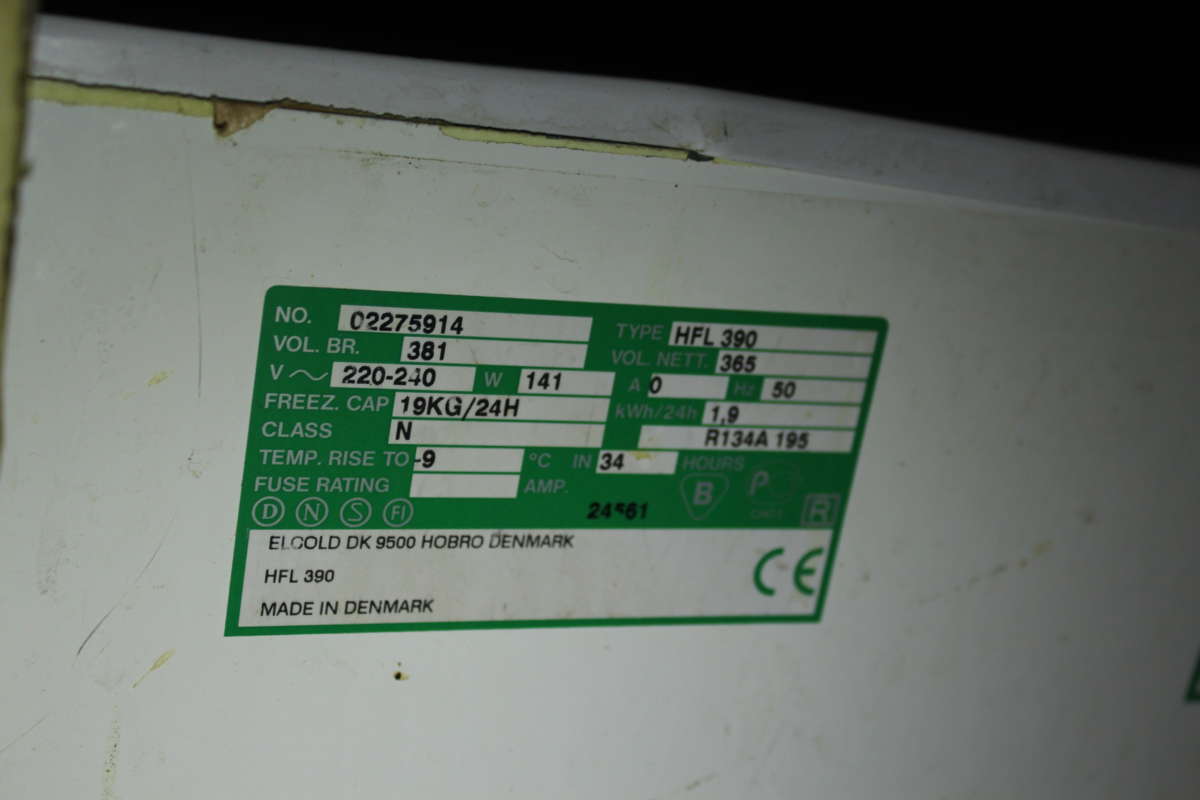 NO. 02275914 TYPE HFL 390
VOL. BR. 381 VOL. NETT. 365
V 220-240 W 141 A 0 Hz 50
FREEZ. CAP 19KG/24H kWh/24h 1,9
CLASS N R134A 195
TEMP. RISE TO -9 °C IN 34 HOURS
FUSE RATING AMP.
D N S FI 24561 B
ELCOLD DK 9500 HOBRO DENMARK
HFL 390
MADE IN DENMARK
CE